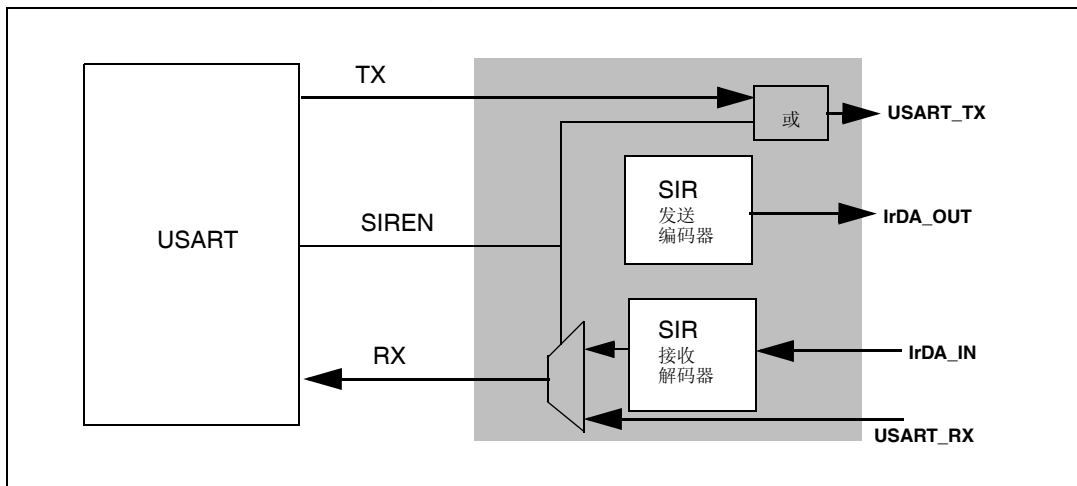 TX
或
USART_TX
SIR
发送
编码器
IrDA_OUT
USART
SIREN
SIR
接收
解码器
IrDA_IN
RX
USART_RX